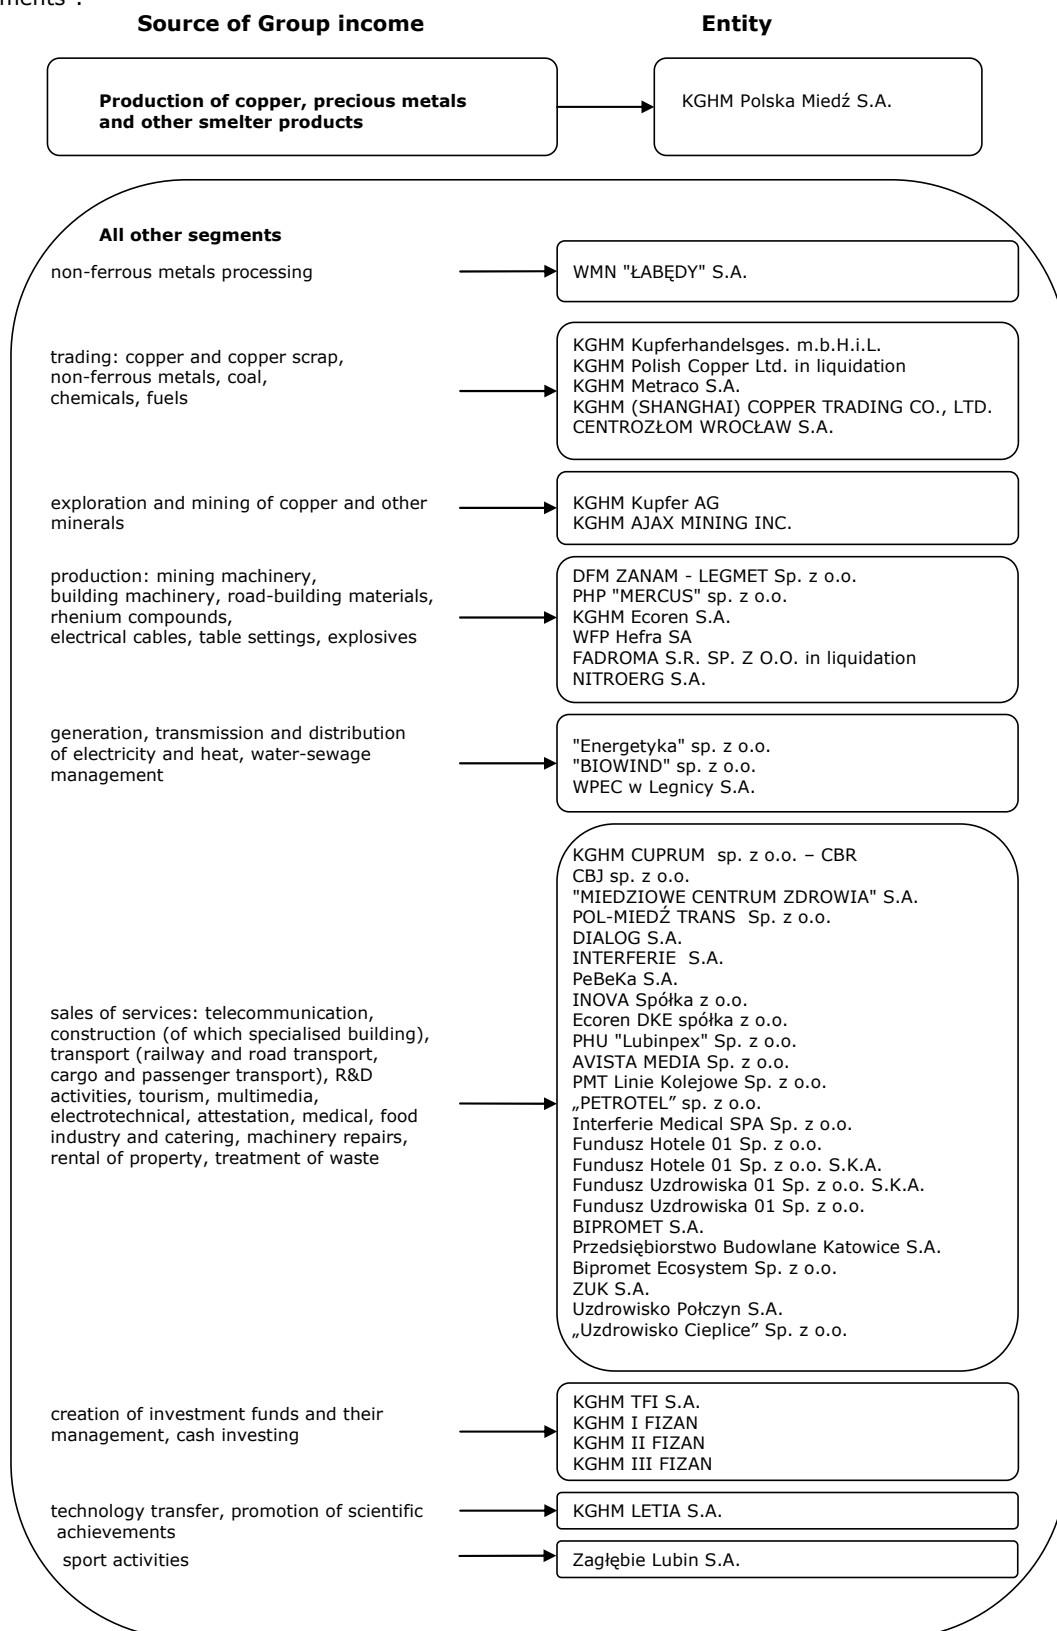 ments".
Source of Group income
Entity
Production of copper, precious metals
and other smelter products
KGHM Polska Miedź S.A.
All other segments
non-ferrous metals processing
WMN "ŁABĘDY" S.A.
trading: copper and copper scrap,
non-ferrous metals, coal,
chemicals, fuels
KGHM Kupferhandelsges. m.b.H.i.L.
KGHM Polish Copper Ltd. in liquidation
KGHM Metraco S.A.
KGHM (SHANGHAI) COPPER TRADING CO., LTD.
CENTROZŁOM WROCŁAW S.A.
exploration and mining of copper and other
minerals
KGHM Kupfer AG
KGHM AJAX MINING INC.
production: mining machinery,
building machinery, road-building materials,
rhenium compounds,
electrical cables, table settings, explosives
DFM ZANAM - LEGMET Sp. z o.o.
PHP "MERCUS" sp. z o.o.
KGHM Ecoren S.A.
WFP Hefra SA
FADROMA S.R. SP. Z O.O. in liquidation
NITROERG S.A.
generation, transmission and distribution
of electricity and heat, water-sewage
management
"Energetyka" sp. z o.o.
"BIOWIND" sp. z o.o.
WPEC w Legnicy S.A.
sales of services: telecommunication,
construction (of which specialised building),
transport (railway and road transport,
cargo and passenger transport), R&D
activities, tourism, multimedia,
electrotechnical, attestation, medical, food
industry and catering, machinery repairs,
rental of property, treatment of waste
KGHM CUPRUM sp. z o.o. – CBR
CBJ sp. z o.o.
"MIEDZIOWE CENTRUM ZDROWIA" S.A.
POL-MIEDŹ TRANS Sp. z o.o.
DIALOG S.A.
INTERFERIE S.A.
PeBeKa S.A.
INOVA Spółka z o.o.
Ecoren DKE spółka z o.o.
PHU "Lubinpex" Sp. z o.o.
AVISTA MEDIA Sp. z o.o.
PMT Linie Kolejowe Sp. z o.o.
„PETROTEL” sp. z o.o.
Interferie Medical SPA Sp. z o.o.
Fundusz Hotele 01 Sp. z o.o.
Fundusz Hotele 01 Sp. z o.o. S.K.A.
Fundusz Uzdrowiska 01 Sp. z o.o. S.K.A.
Fundusz Uzdrowiska 01 Sp. z o.o.
BIPROMET S.A.
Przedsiębiorstwo Budowlane Katowice S.A.
Bipromet Ecosystem Sp. z o.o.
ZUK S.A.
Uzdrowisko Połczyn S.A.
„Uzdrowisko Cieplice” Sp. z o.o.
creation of investment funds and their
management, cash investing
KGHM TFI S.A.
KGHM I FIZAN
KGHM II FIZAN
KGHM III FIZAN
technology transfer, promotion of scientific
achievements
KGHM LETIA S.A.
sport activities
Zagłębie Lubin S.A.